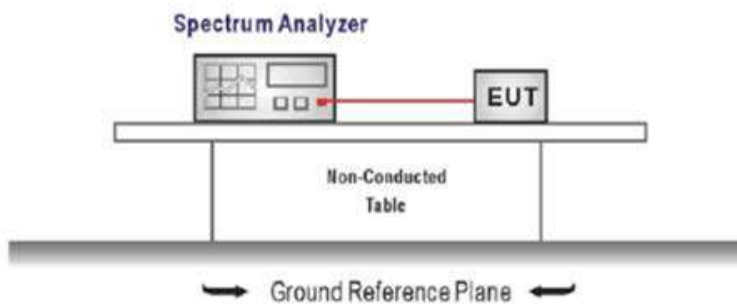 Spectrum Analyzer
EUT
Non-Conducted
Table
Ground Reference Plane